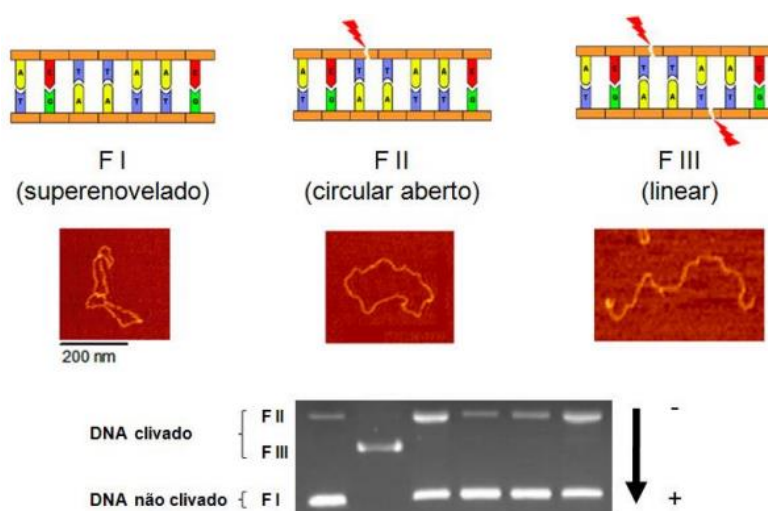 A C T T A A C
T G A A T T G
A C T T A A C
T G A A T T G
A C T T A A C
T G A A T T G
F I
(superenovelado)
F II
(circular aberto)
F III
(linear)
200 nm
DNA clivado
F II
F III
DNA não clivado
F I
-
+